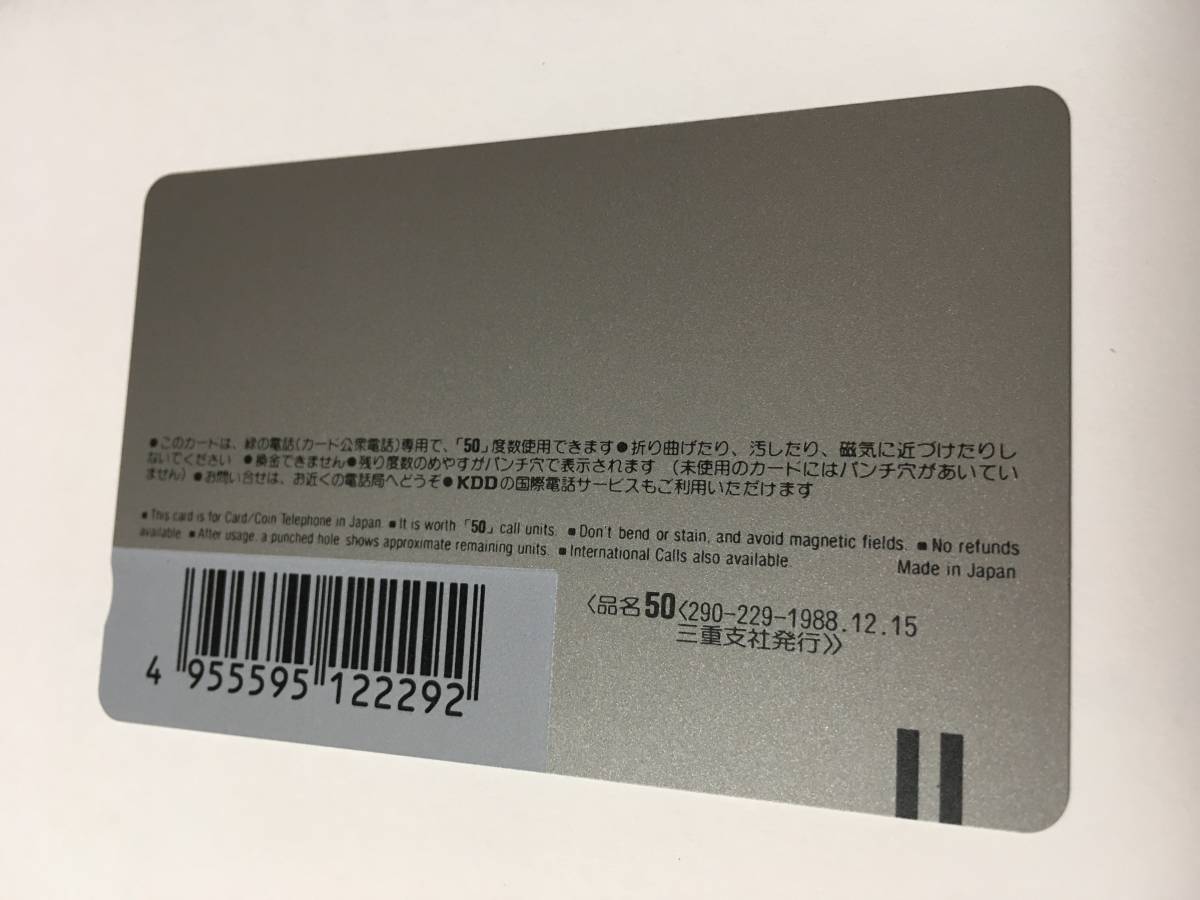 ●このカードは、緑の電話(カード公衆電話)専用で、「50」度数使用できます●折り曲げたり、汚したり、磁気に近づけたりし
ないでください ●換金できません●残り度数のめやすがパンチ穴で表示されます (未使用のカードにはパンチ穴があいてい
ません)●お問い合せは、お近くの電話局へどうぞ●KDDの国際電話サービスもご利用いただけます
■This card is for Card/Coin Telephone in Japan. ■It is worth「50」call units. ■Don't bend or stain, and avoid magnetic fields. ■No refunds
available. ■After usage, a punched hole shows approximate remaining units. ■International Calls also available.
Made in Japan
〈品名50〈290-229-1988.12.15
三重支社発行》
4 955595 122292